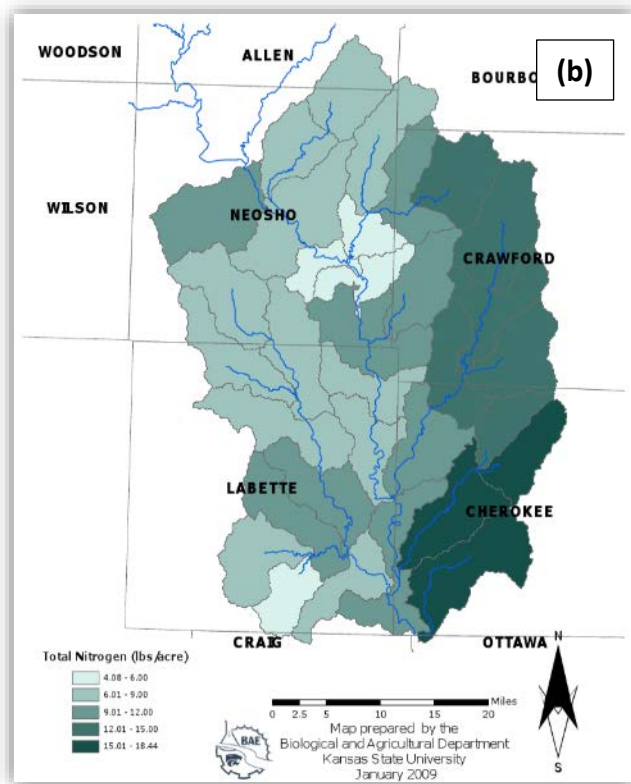 WOODSON
ALLEN
BOURBO
(b)
WILSON
NEOSHO
CRAWFORD
LABETTE
CHEROKEE
CRAIG
OTTAWA
Total Nitrogen (lbs/acre)
4.08 - 6.00
6.01 - 9.00
9.01 - 12.00
12.01 - 15.00
15.01 - 18.44
Miles
0 2.5 5 10 15 20
BAE
Map prepared by the
Biological and Agricultural Department
Kansas State University
January 2009
N
S